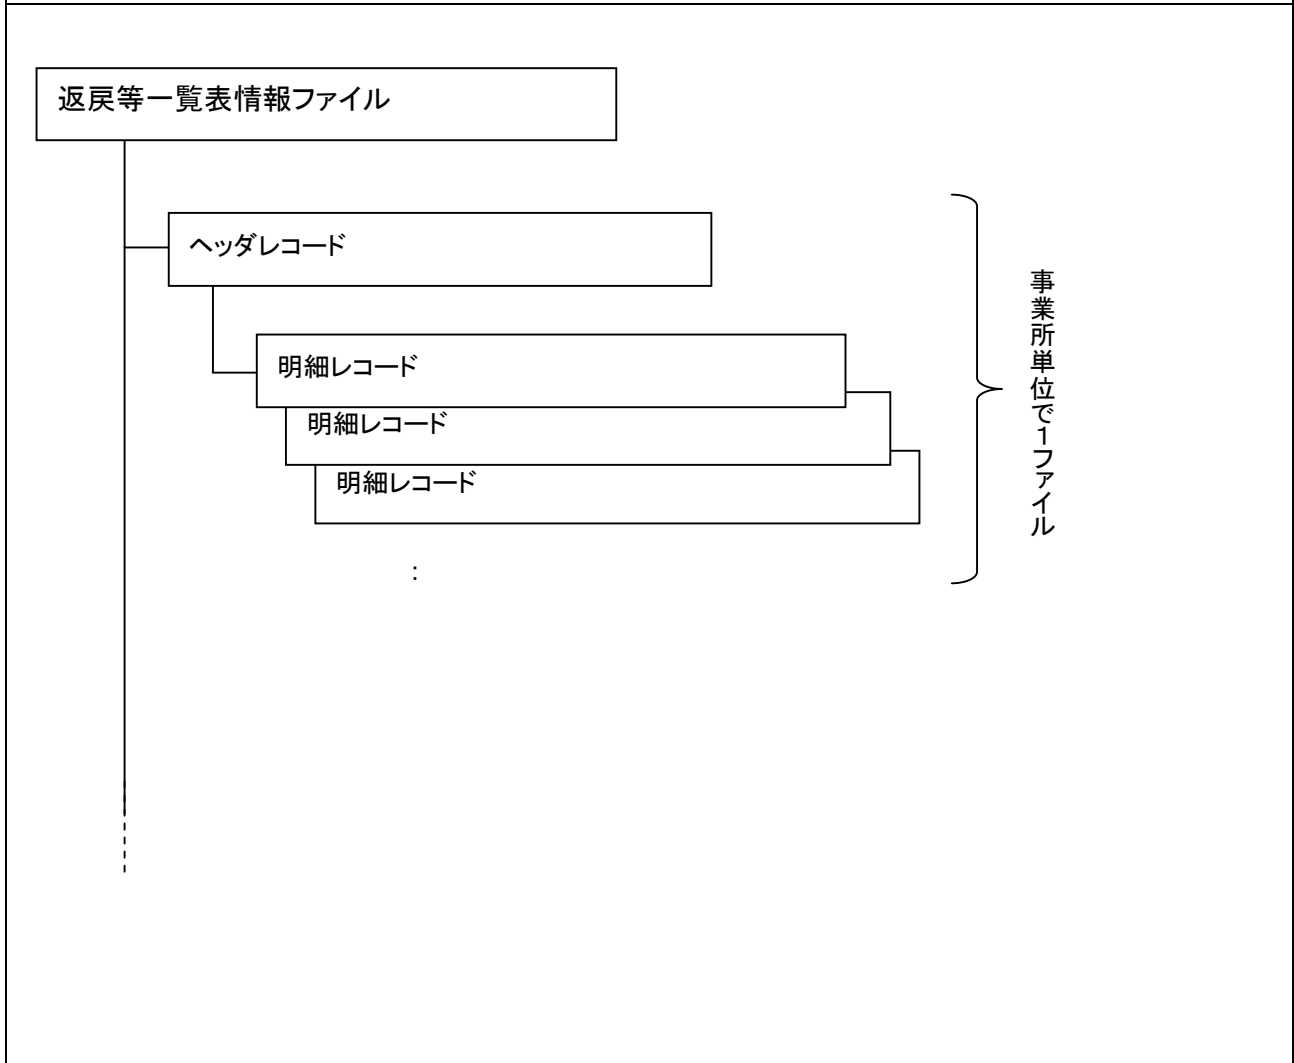 返戻等一覧表情報ファイル
ヘッダレコード
明細レコード
明細レコード
明細レコード
：
事業所単位で１ファイル